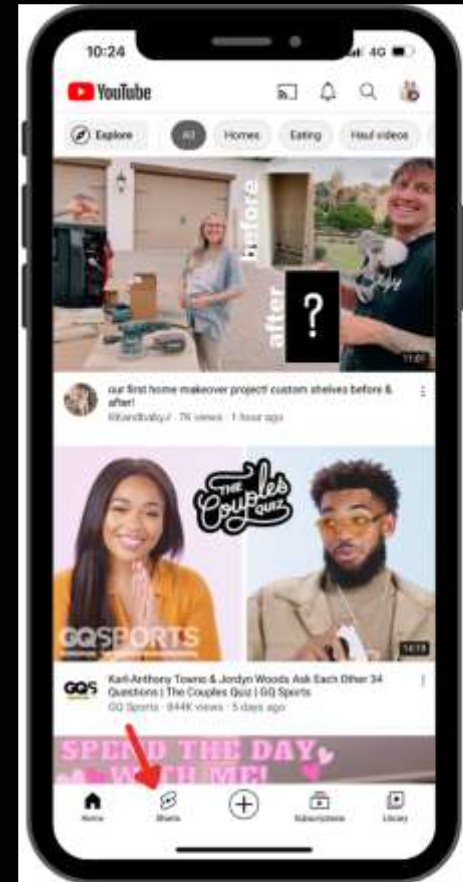 10:24
4G
YouTube
Explore
All
Homes
Eating
Haul videos
before
after
?
11:01
our first home makeover project! custom shelves before &
after!
7K views · 1 hour ago
THE
Couples
QUIZ
GQSPORTS
14:19
GQS
Karl-Anthony Towns & Jordyn Woods Ask Each Other 34
Questions | The Couples Quiz | GQ Sports
GQ Sports · 844K views · 5 days ago
SPEND THE DAY
WITH ME!
Home
Shorts
Subscriptions
Library